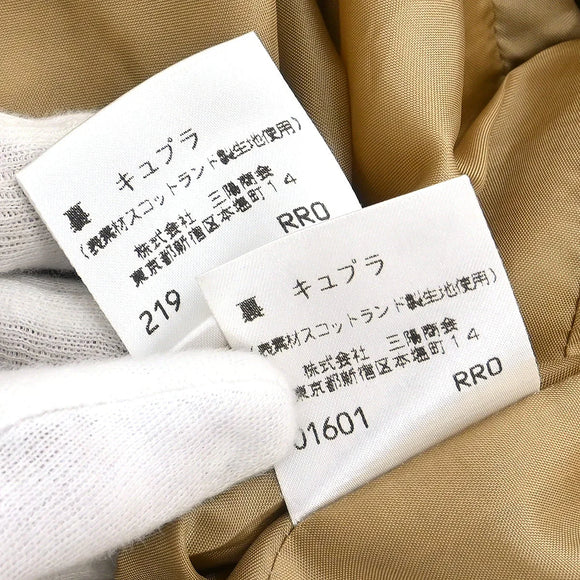 裏 キュプラ
(表素材スコットランド製生地使用)
株式会社 三陽商会
東京都新宿区本塩町14
RRO
219
裏 キュプラ
(表素材スコットランド製生地使用)
株式会社 三陽商会
東京都新宿区本塩町14
RRO
01601